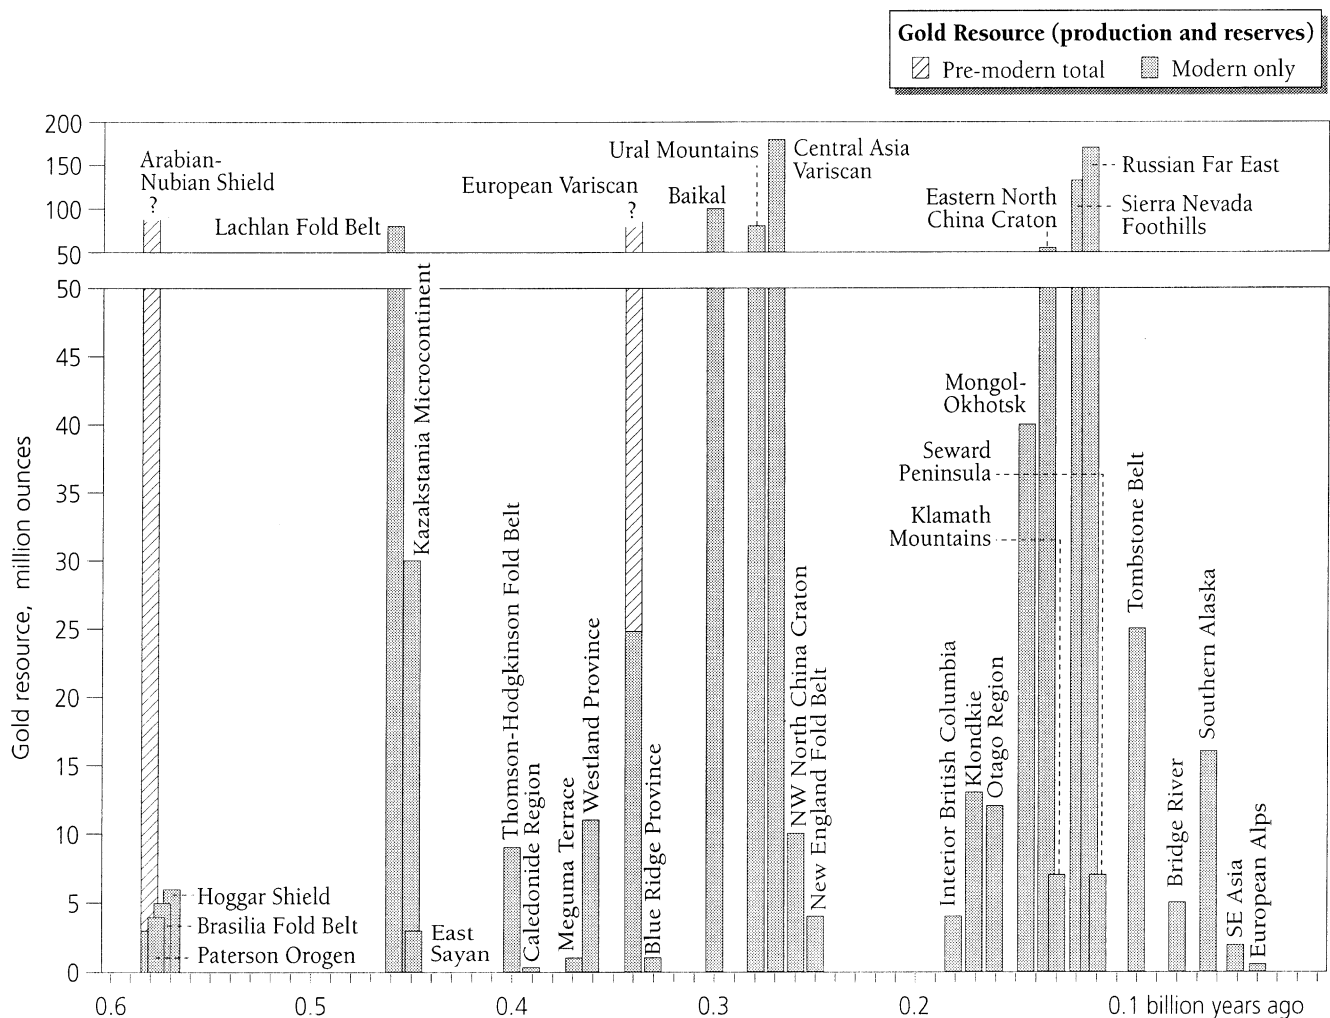 Gold Resource (production and reserves)
Pre-modern total
Modern only
200
150
100
50
Arabian-
Nubian Shield
?
Lachlan Fold Belt
European Variscan
?
Baikal
Ural Mountains
Central Asia
Variscan
Eastern North
China Craton
Russian Far East
Sierra Nevada
Foothills
50
45
40
35
30
25
20
15
10
5
0
Gold resource, million ounces
Hoggar Shield
Brasilia Fold Belt
Paterson Orogen
Kazakstania Microcontinent
East
Sayan
Thomson-Hodgkinson Fold Belt
Caledonide Region
Meguma Terrace
Westland Province
Blue Ridge Province
NW North China Craton
New England Fold Belt
Interior British Columbia
Klondkie
Otago Region
Mongol-
Okhotsk
Seward
Peninsula
Klamath
Mountains
Tombstone Belt
Bridge River
Southern Alaska
SE Asia
European Alps
0.6
0.5
0.4
0.3
0.2
0.1 billion years ago